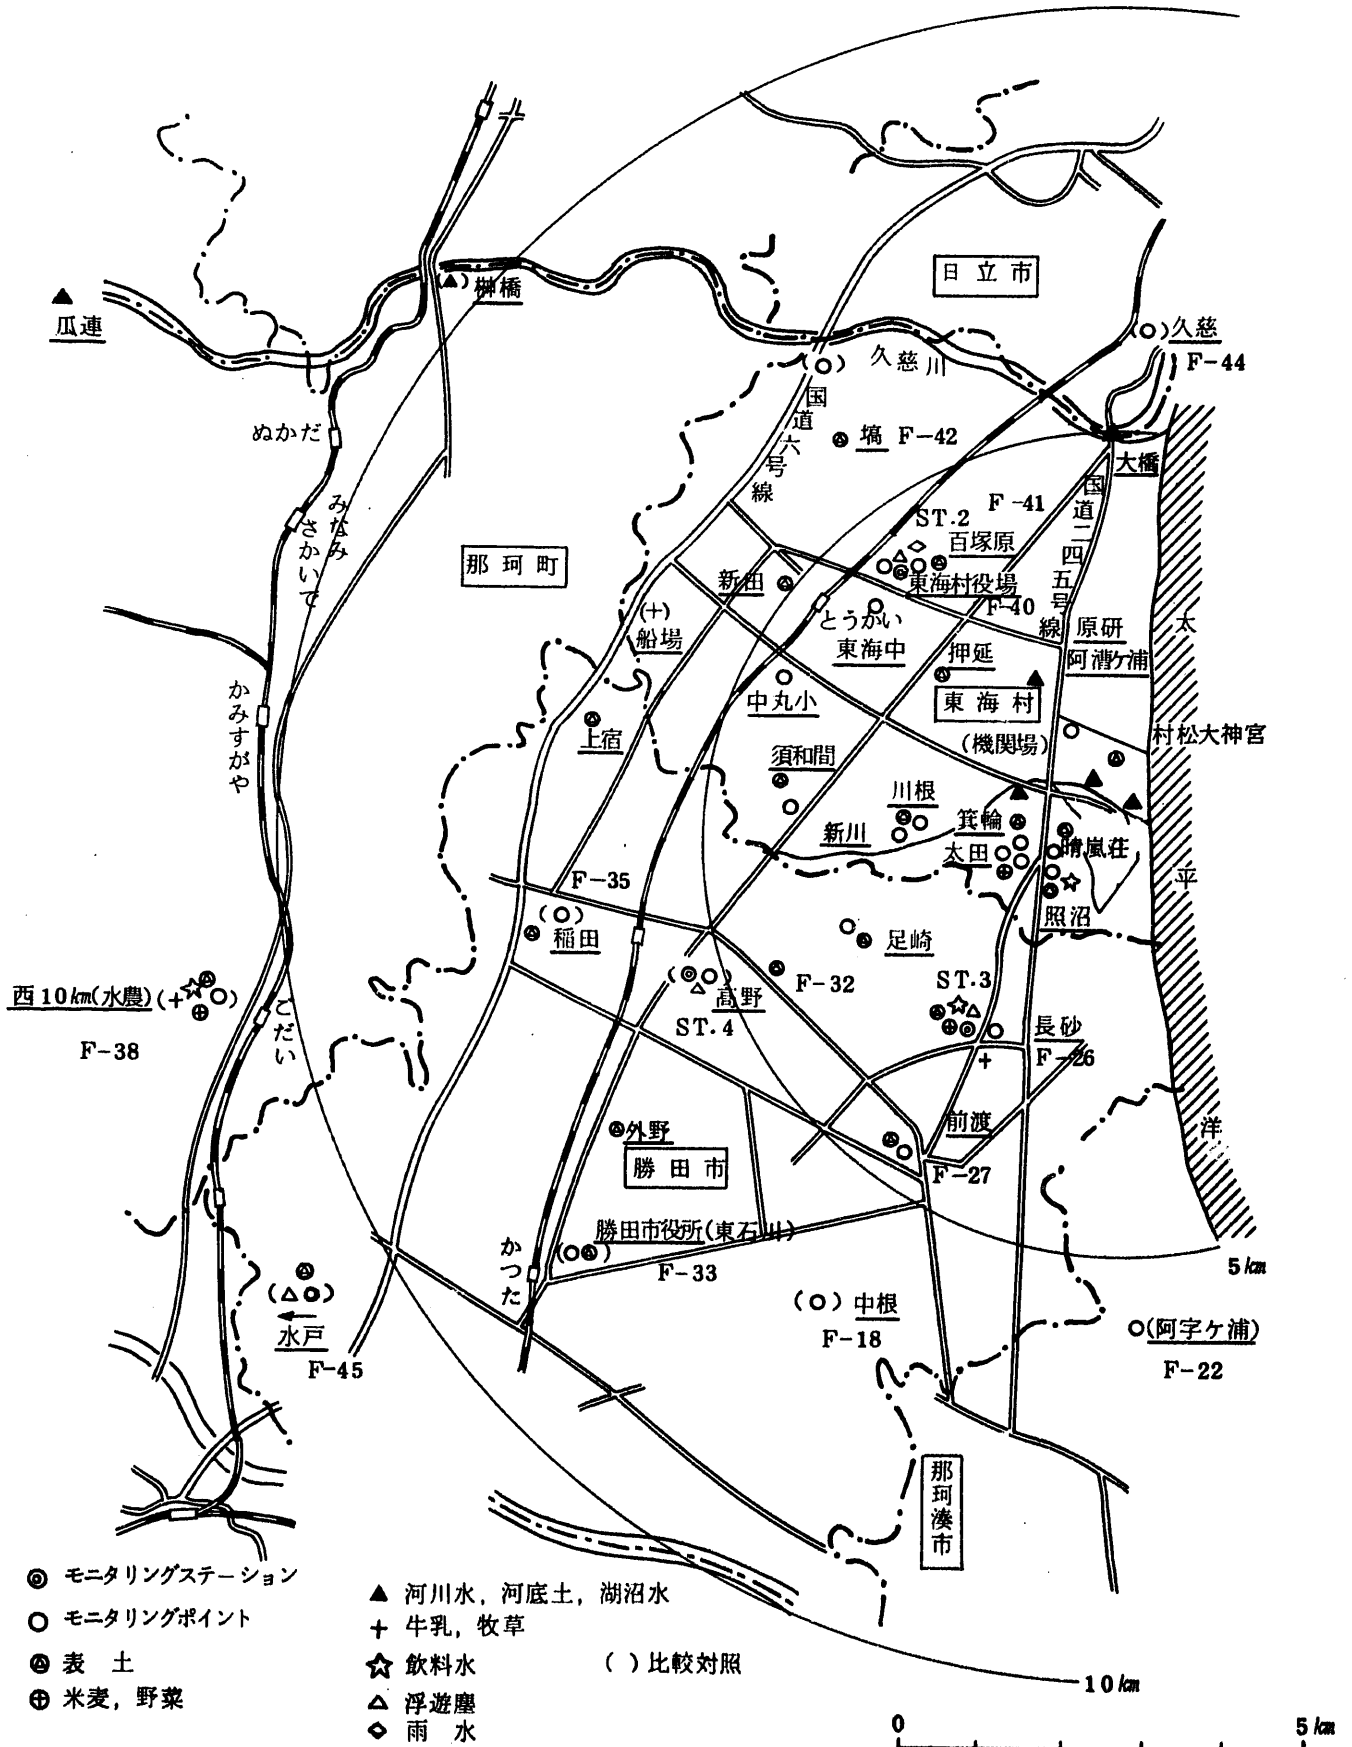 日立市
榊橋
瓜連
久慈
F-44
久慈川
ぬかだ
国道六号線
塙 F-42
大橋
国道二四五号線
F-41
みなみさかいで
ST.2
百塚原
那珂町
新田
東海村役場
F-40
(+)
船場
とうかい
東海中
原研
阿漕ケ浦
太平洋
押延
中丸小
東海村
かみすがや
上宿
(機関場)
村松大神宮
須和間
川根
新川
箕輪
太田
晴嵐荘
F-35
照沼
稲田
足崎
F-32
ST.3
西10km(水農)
F-38
高野
ST.4
ごだい
長砂
F-26
外野
前渡
勝田市
F-27
勝田市役所(東石川)
F-33
かつた
5km
中根
F-18
(阿字ケ浦)
F-22
水戸
F-45
那珂湊市
モニタリングステーション
モニタリングポイント
表 土
米麦, 野菜
河川水, 河底土, 湖沼水
牛乳, 牧草
飲料水
浮遊塵
雨 水
( )比較対照
10km
0
5km